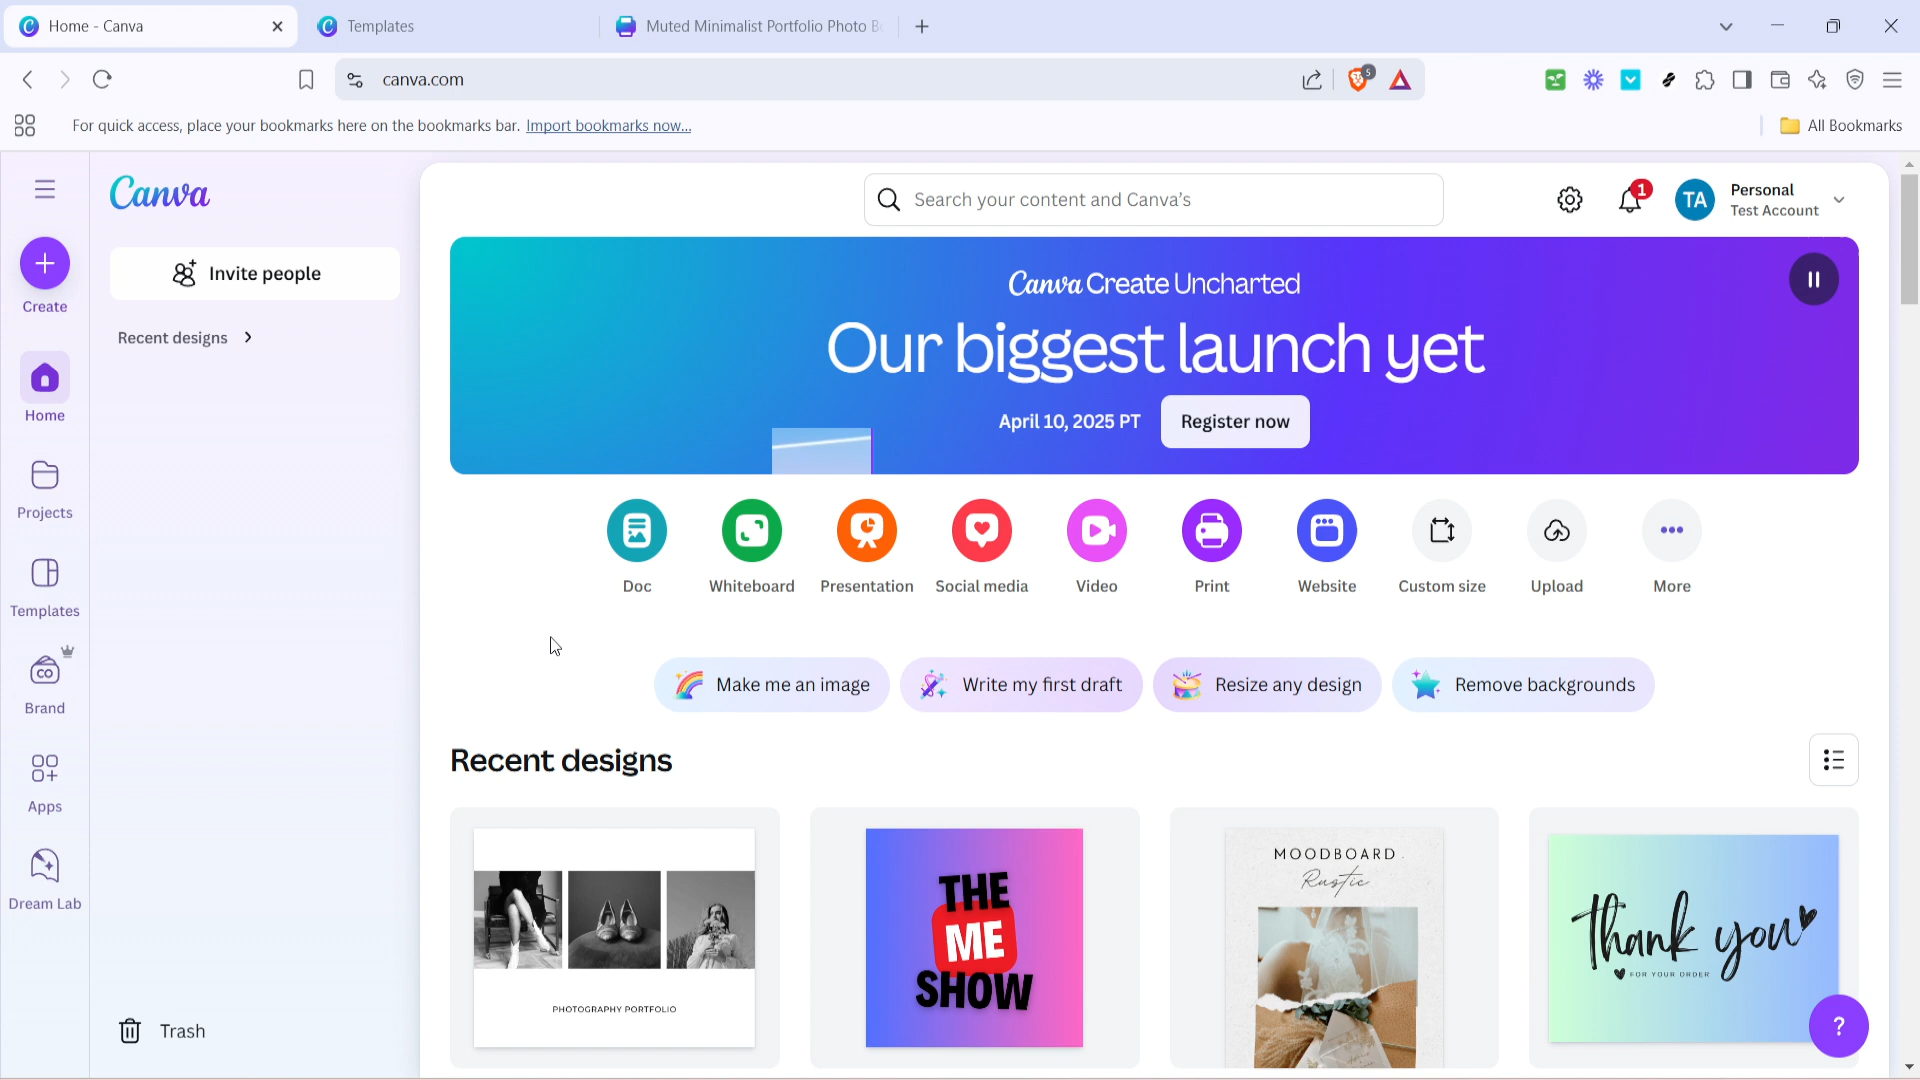 Home - Canva
Templates
Muted Minimalist Portfolio Photo B
canva.com
5
For quick access, place your bookmarks here on the bookmarks bar. Import bookmarks now...
All Bookmarks
Canva
Invite people
Recent designs
Create
Home
Projects
Templates
CO
Brand
Apps
Dream Lab
Trash
Search your content and Canva's
1
TA
Personal
Test Account
Canva Create Uncharted
Our biggest launch yet
April 10, 2025 PT
Register now
Doc
Whiteboard
Presentation
Social media
Video
Print
Website
Custom size
Upload
More
Make me an image
Write my first draft
Resize any design
Remove backgrounds
Recent designs
PHOTOGRAPHY PORTFOLIO
THE
ME
SHOW
MOODBOARD
Rustic
thank you
FOR YOUR ORDER
?